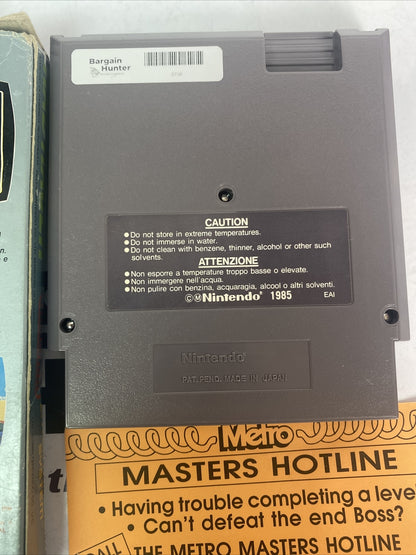 Bargain
Hunter
CAUTION
● Do not store in extreme temperatures.
● Do not immerse in water.
● Do not clean with benzene, thinner, alcohol or other such
solvents.
ATTENZIONE
● Non esporre a temperature troppo basse o elevate.
● Non immergere nell'acqua.
● Non pulire con benzina, acquaragia, alcool o altri solventi.
©Ⓜ Nintendo® 1985 EAI
Nintendo®
PAT. PEND. MADE IN JAPAN
Metro
MASTERS HOTLINE
• Having trouble completing a leve
• Can't defeat the end Boss?
CALL THE METRO MASTERS HOTLINE